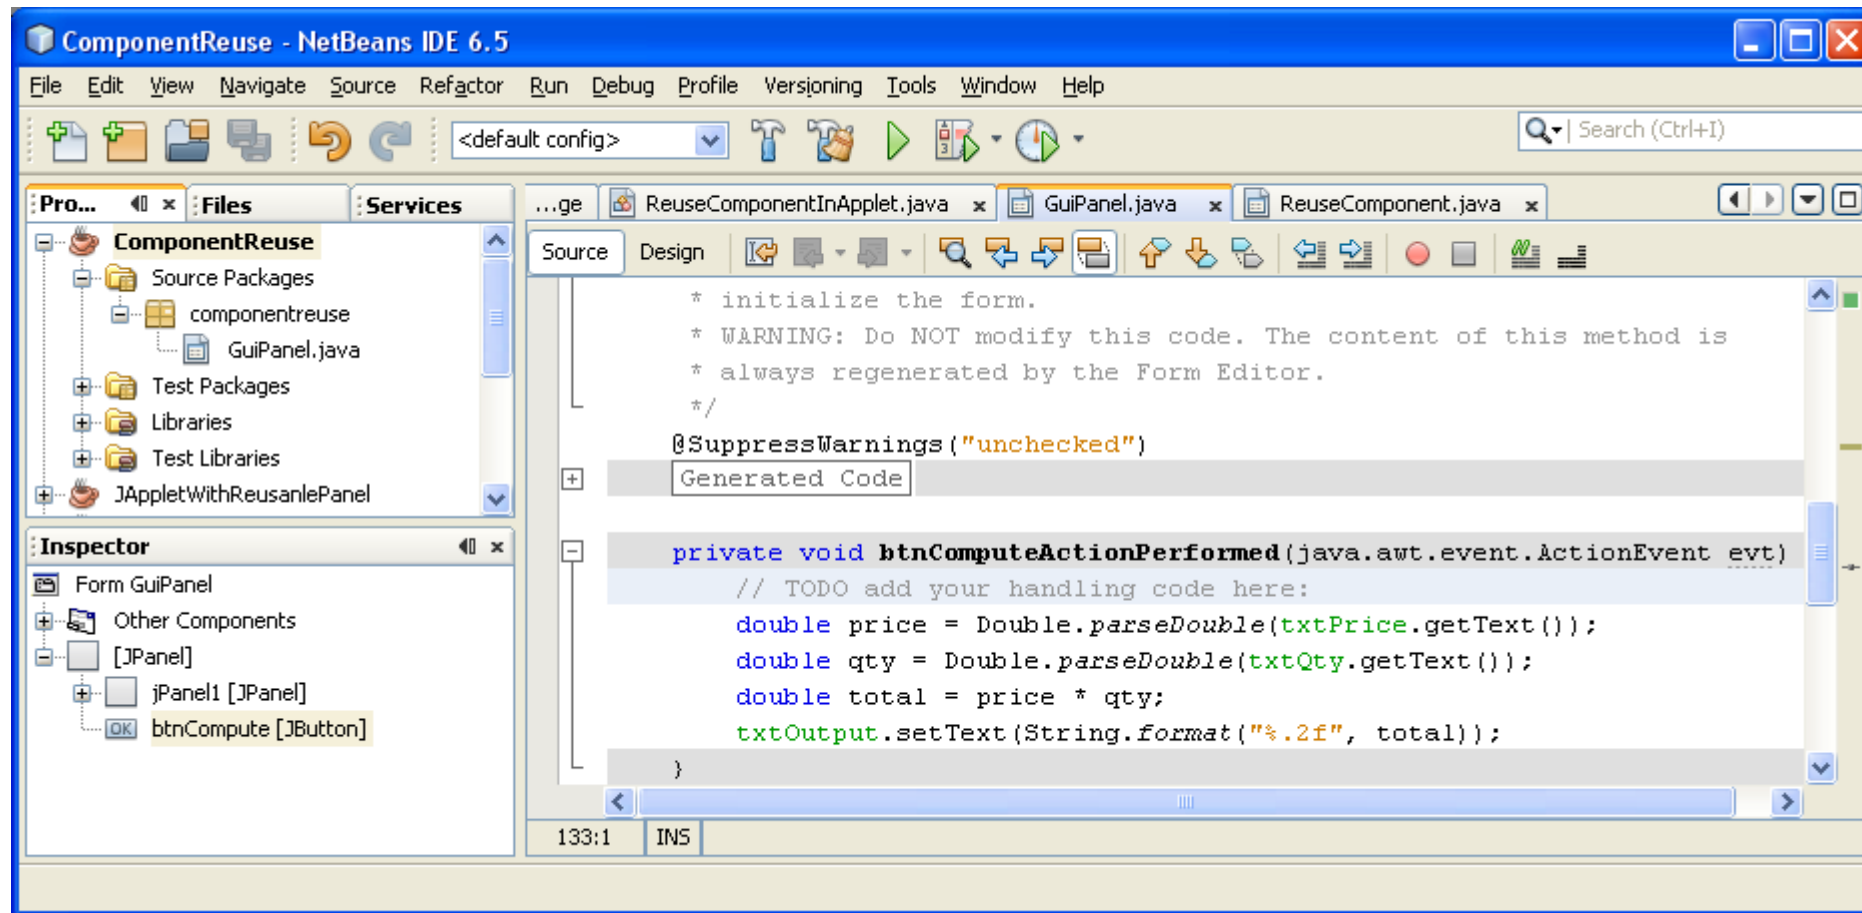 ComponentReuse - NetBeans IDE 6.5
File Edit View Navigate Source Refactor Run Debug Profile Versioning Tools Window Help
<default config>
Search (Ctrl+I)
Pro... Files Services
ComponentReuse
Source Packages
componentreuse
GuiPanel.java
Test Packages
Libraries
Test Libraries
JAppletWithReusanlePanel
Inspector
Form GuiPanel
Other Components
[JPanel]
jPanel1 [JPanel]
OK btnCompute [JButton]
...ge ReuseComponentInApplet.java GuiPanel.java ReuseComponent.java
Source Design
* initialize the form.
* WARNING: Do NOT modify this code. The content of this method is
* always regenerated by the Form Editor.
*/
@SuppressWarnings("unchecked")
Generated Code
private void btnComputeActionPerformed(java.awt.event.ActionEvent evt)
// TODO add your handling code here:
double price = Double.parseDouble(txtPrice.getText());
double qty = Double.parseDouble(txtQty.getText());
double total = price * qty;
txtOutput.setText(String.format("%.2f", total));
}
133:1 INS